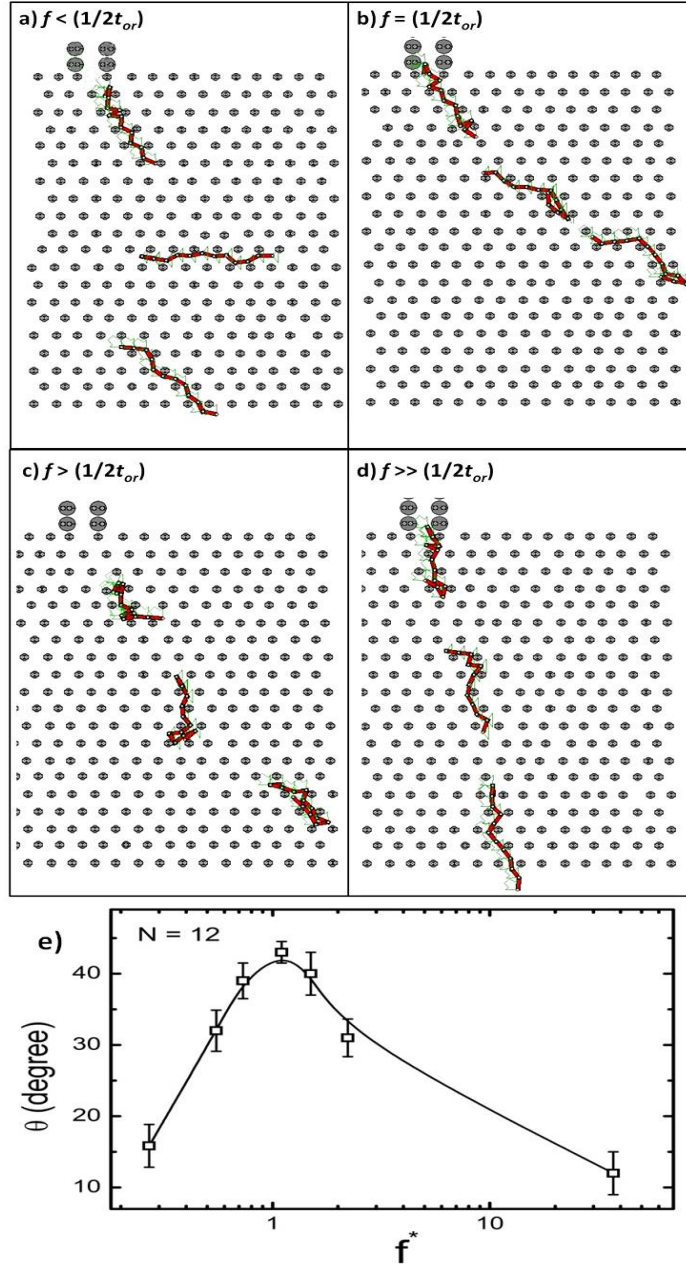 a) f < (1/2t_or)
b) f = (1/2t_or)
c) f > (1/2t_or)
d) f >> (1/2t_or)
e)
N = 12
40
30
20
10
θ (degree)
1
10
f*